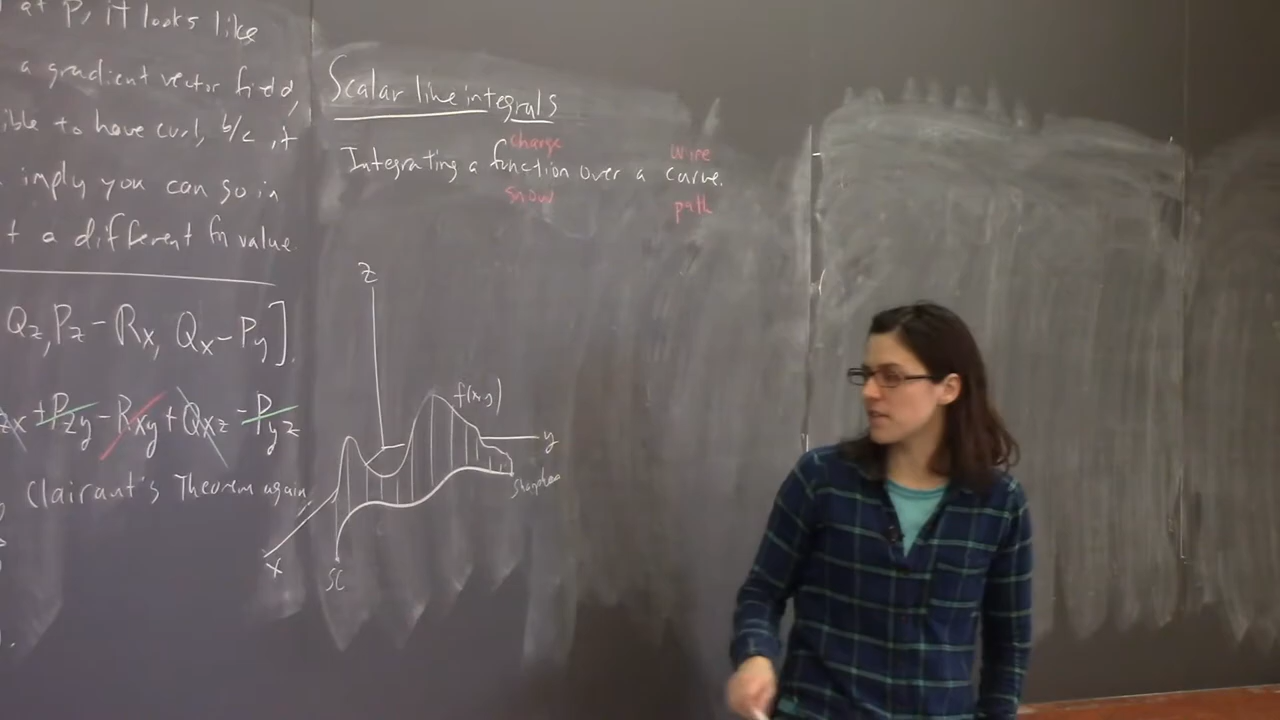 at P, it looks like
a gradient vector field,
ible to have curl, b/c it
imply you can go in
t a different fn value
Qz, Pz - Rx, Qx - Py].
zx + Pzy - Rxy + Qxz - Pyz
Clairaut's Theorem again
Scalar line integrals
charge wire
Integrating a function over a curve.
snow path
z
f(x,y)
y
x
SC